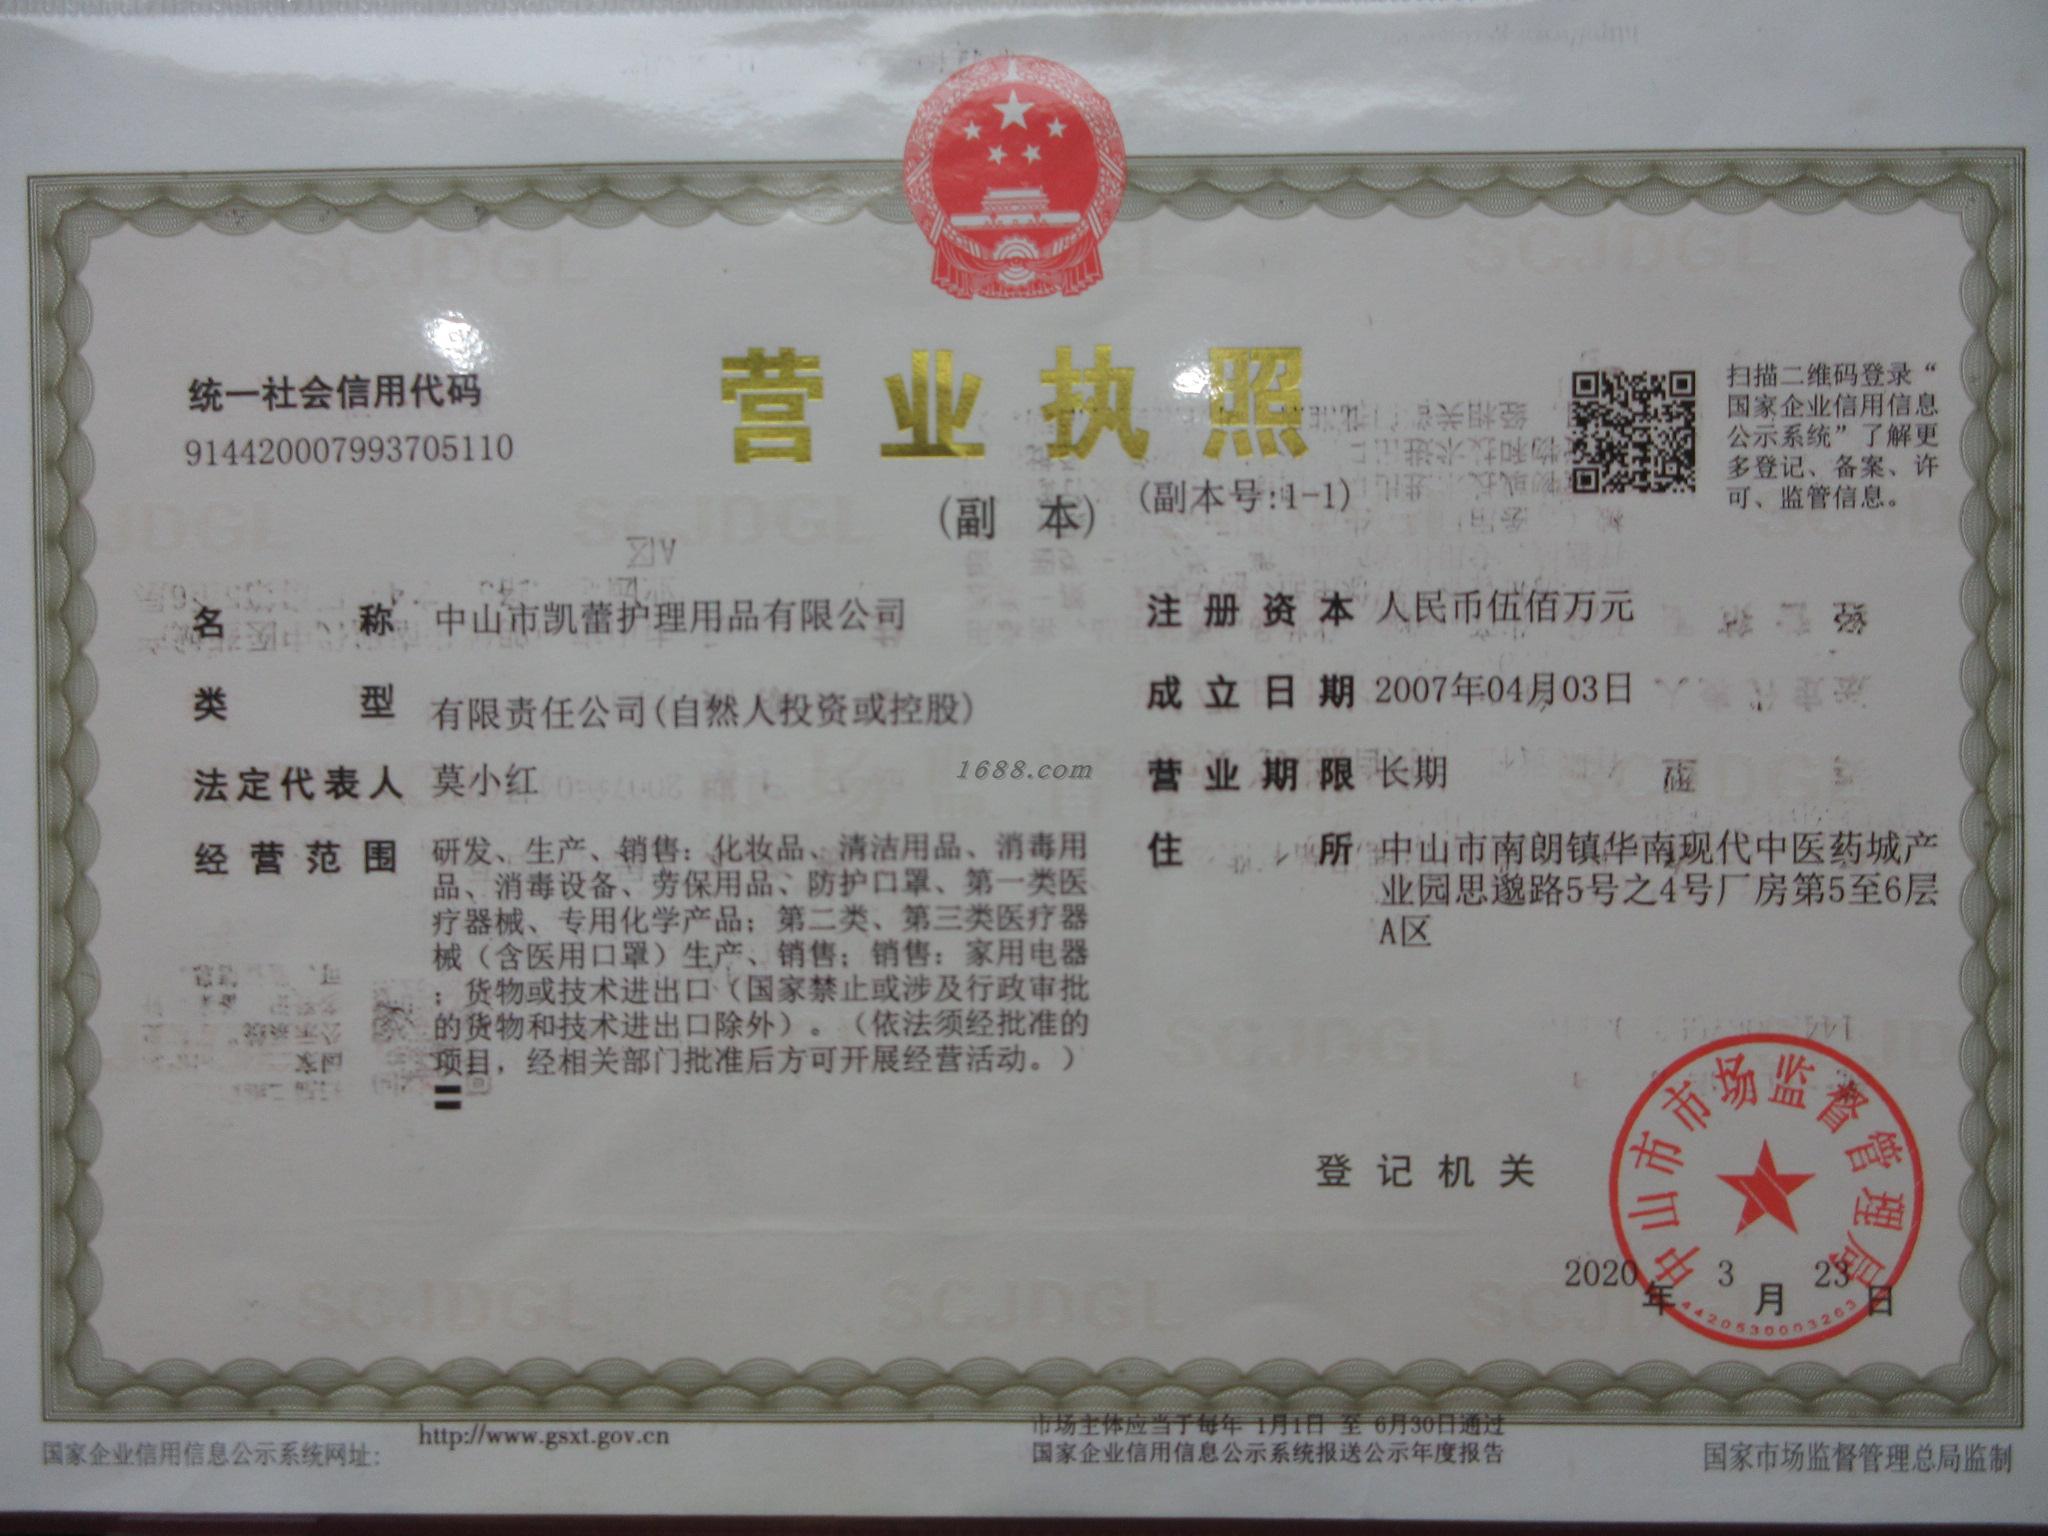 营业执照
(副 本)
(副本号:1-1)
统一社会信用代码
914420007993705110
扫描二维码登录“
国家企业信用信息
公示系统”了解更
多登记、备案、许
可、监管信息。
名称 中山市凯蕾护理用品有限公司
类型 有限责任公司(自然人投资或控股)
法定代表人 莫小红
经营范围 研发、生产、销售：化妆品、清洁用品、消毒用
品、消毒设备、劳保用品、防护口罩、第一类医
疗器械、专用化学产品；第二类、第三类医疗器
械（含医用口罩）生产、销售；销售：家用电器
；货物或技术进出口（国家禁止或涉及行政审批
的货物和技术进出口除外）。（依法须经批准的
项目，经相关部门批准后方可开展经营活动。）
注册资本 人民币伍佰万元
成立日期 2007年04月03日
营业期限 长期
住所 中山市南朗镇华南现代中医药城产
业园思邈路5号之4号厂房第5至6层
A区
1688.com
登记机关
中山市市场监督管理局
2020年3月23日
4420530003263
国家企业信用信息公示系统网址：
http://www.gsxt.gov.cn
市场主体应当于每年 1月1日 至 6月30日通过
国家企业信用信息公示系统报送公示年度报告
国家市场监督管理总局监制
SCJDGL